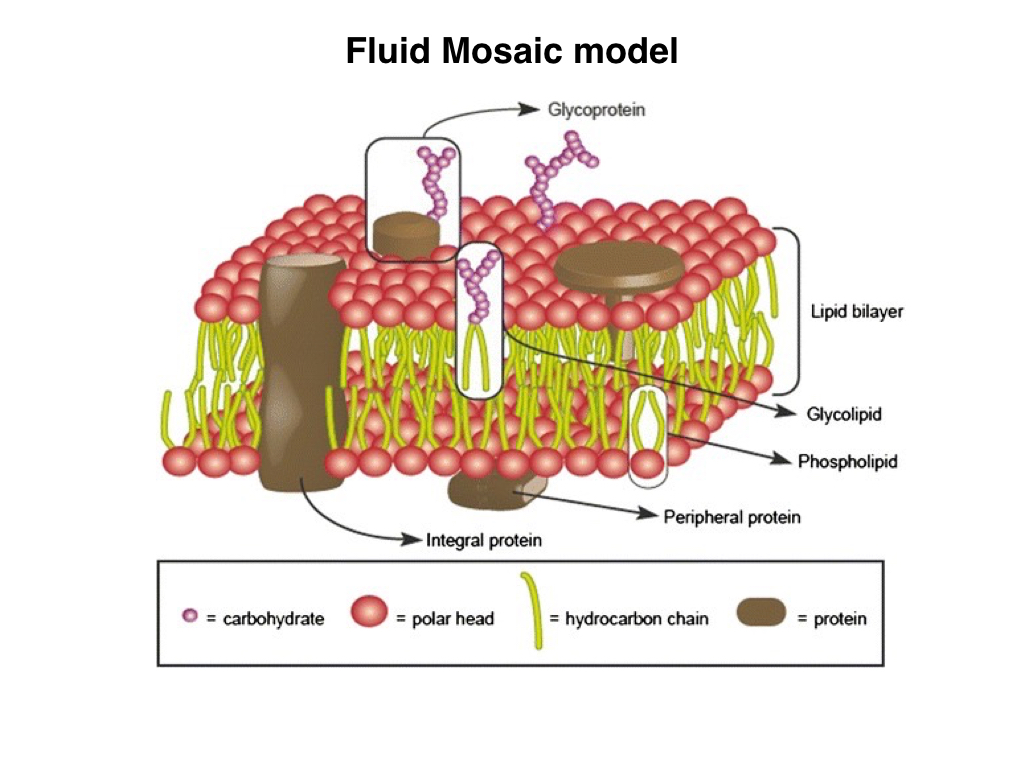 Fluid Mosaic model
Glycoprotein
Lipid bilayer
Glycolipid
Phospholipid
Peripheral protein
Integral protein
= carbohydrate = polar head = hydrocarbon chain = protein